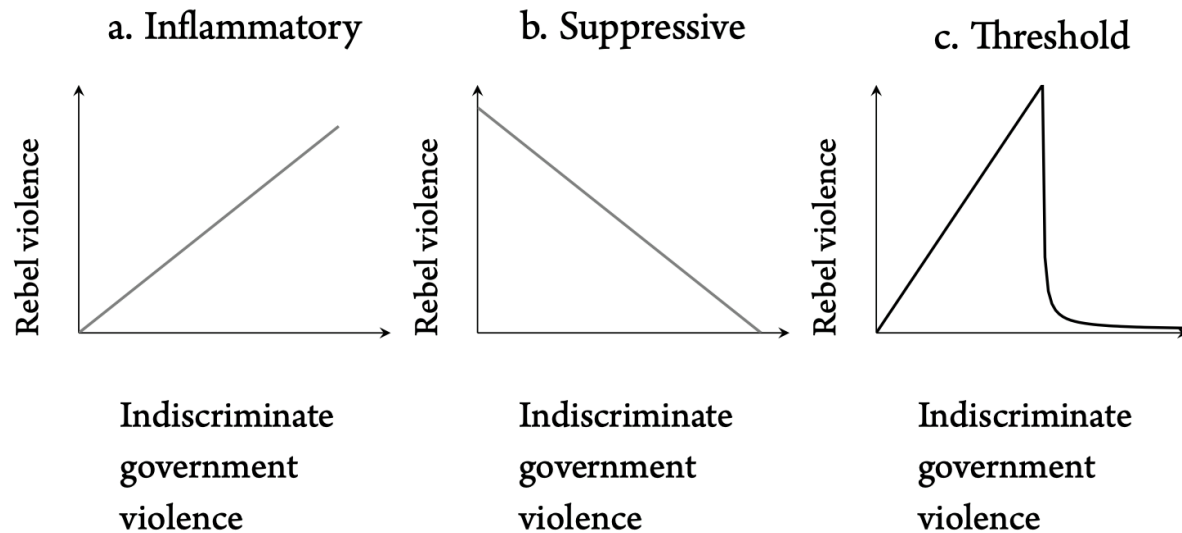 a. Inflammatory
b. Suppressive
c. Threshold
Rebel violence
Rebel violence
Rebel violence
Indiscriminate
government
violence
Indiscriminate
government
violence
Indiscriminate
government
violence